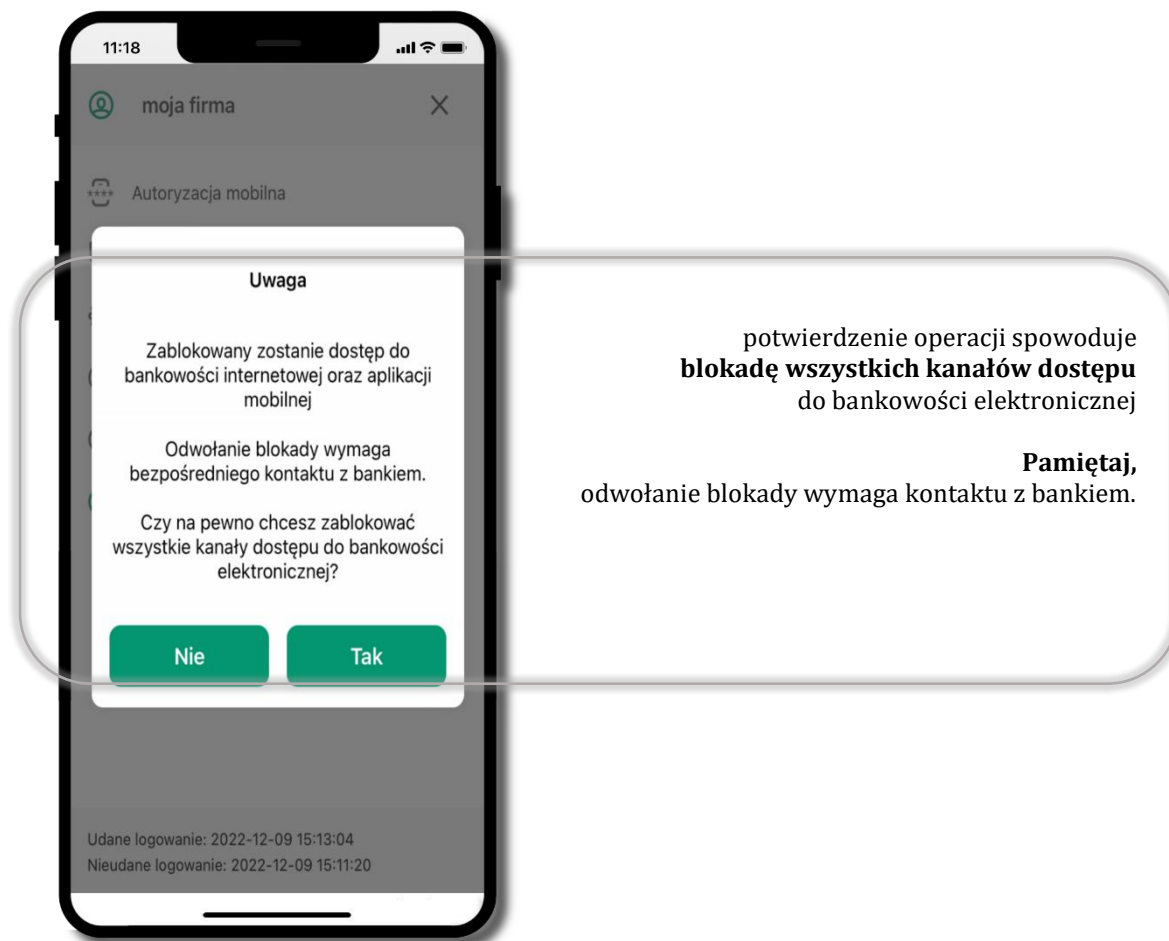 11:18
moja firma
Autoryzacja mobilna
Uwaga
Zablokowany zostanie dostęp do
bankowości internetowej oraz aplikacji
mobilnej
Odwołanie blokady wymaga
bezpośredniego kontaktu z bankiem.
Czy na pewno chcesz zablokować
wszystkie kanały dostępu do bankowości
elektronicznej?
Nie
Tak
Udane logowanie: 2022-12-09 15:13:04
Nieudane logowanie: 2022-12-09 15:11:20
potwierdzenie operacji spowoduje
blokadę wszystkich kanałów dostępu
do bankowości elektronicznej
Pamiętaj,
odwołanie blokady wymaga kontaktu z bankiem.